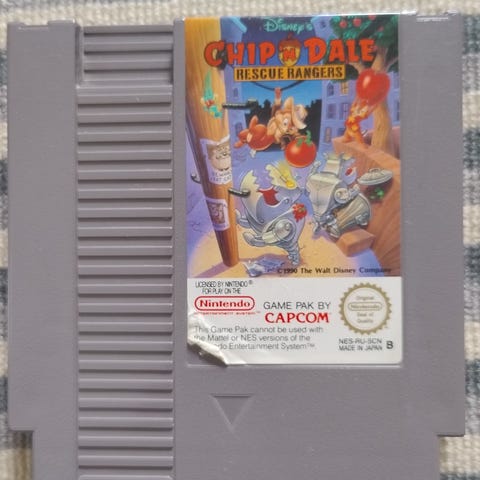 Disney's
CHIP 'N DALE
RESCUE RANGERS
©1990 The Walt Disney Company
LICENSED BY NINTENDO®
FOR PLAY ON THE
Nintendo
ENTERTAINMENT SYSTEM™
GAME PAK BY
CAPCOM
Original
Nintendo
Seal of
Quality
This Game Pak cannot be used with
the Mattel or NES versions of the
Entertainment System™.
NES-RU-SCN
MADE IN JAPAN B